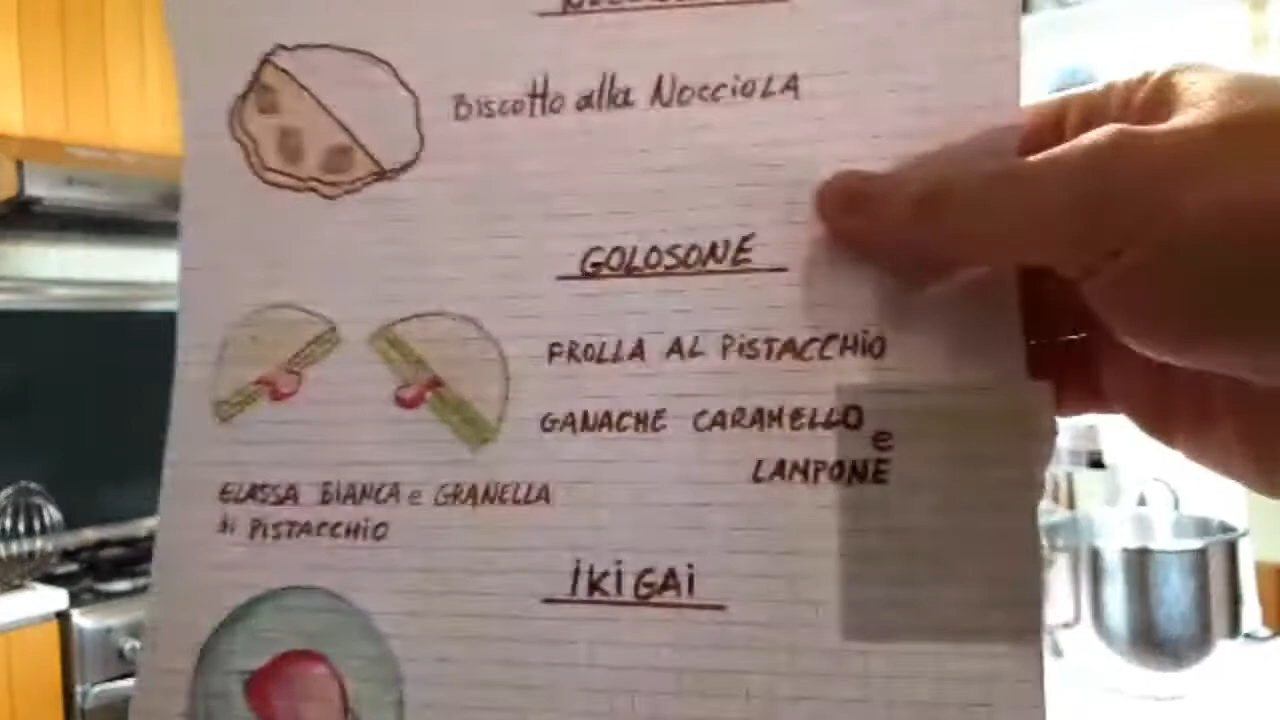 Biscotto alla Nocciola
GOLOSONE
FROLLA AL PiSTACCHiO
GANACHE CARAMELLO
e
LAMPONE
GLASSA BIANCA e GRANELLA
di PISTACCHIO
iKiGAi